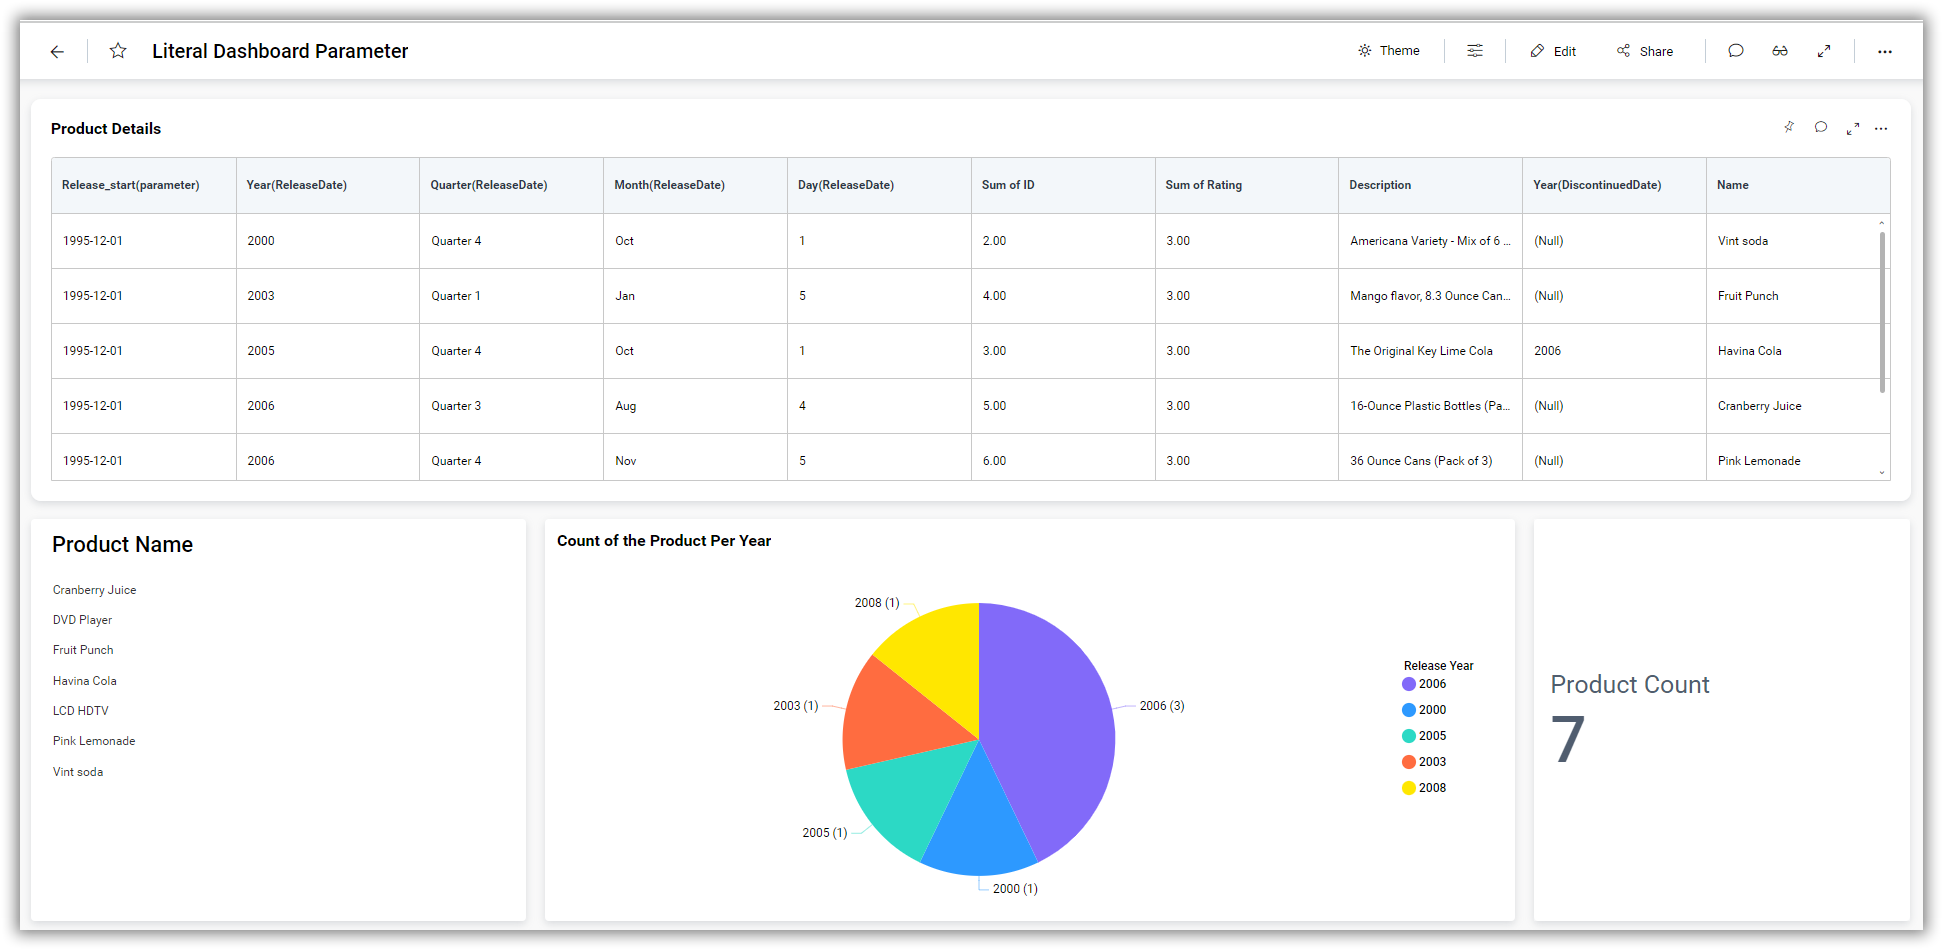 Literal Dashboard Parameter
Theme
Edit
Share
Product Details
Release_start(parameter) Year(ReleaseDate) Quarter(ReleaseDate) Month(ReleaseDate) Day(ReleaseDate) Sum of ID Sum of Rating Description Year(DiscontinuedDate) Name
1995-12-01 2000 Quarter 4 Oct 1 2.00 3.00 Americana Variety - Mix of 6 ... (Null) Vint soda
1995-12-01 2003 Quarter 1 Jan 5 4.00 3.00 Mango flavor, 8.3 Ounce Can... (Null) Fruit Punch
1995-12-01 2005 Quarter 4 Oct 1 3.00 3.00 The Original Key Lime Cola 2006 Havina Cola
1995-12-01 2006 Quarter 3 Aug 4 5.00 3.00 16-Ounce Plastic Bottles (Pa... (Null) Cranberry Juice
1995-12-01 2006 Quarter 4 Nov 5 6.00 3.00 36 Ounce Cans (Pack of 3) (Null) Pink Lemonade
Product Name
Cranberry Juice
DVD Player
Fruit Punch
Havina Cola
LCD HDTV
Pink Lemonade
Vint soda
Count of the Product Per Year
2008 (1)
2003 (1)
2006 (3)
2005 (1)
2000 (1)
Release Year
2006
2000
2005
2003
2008
Product Count
7